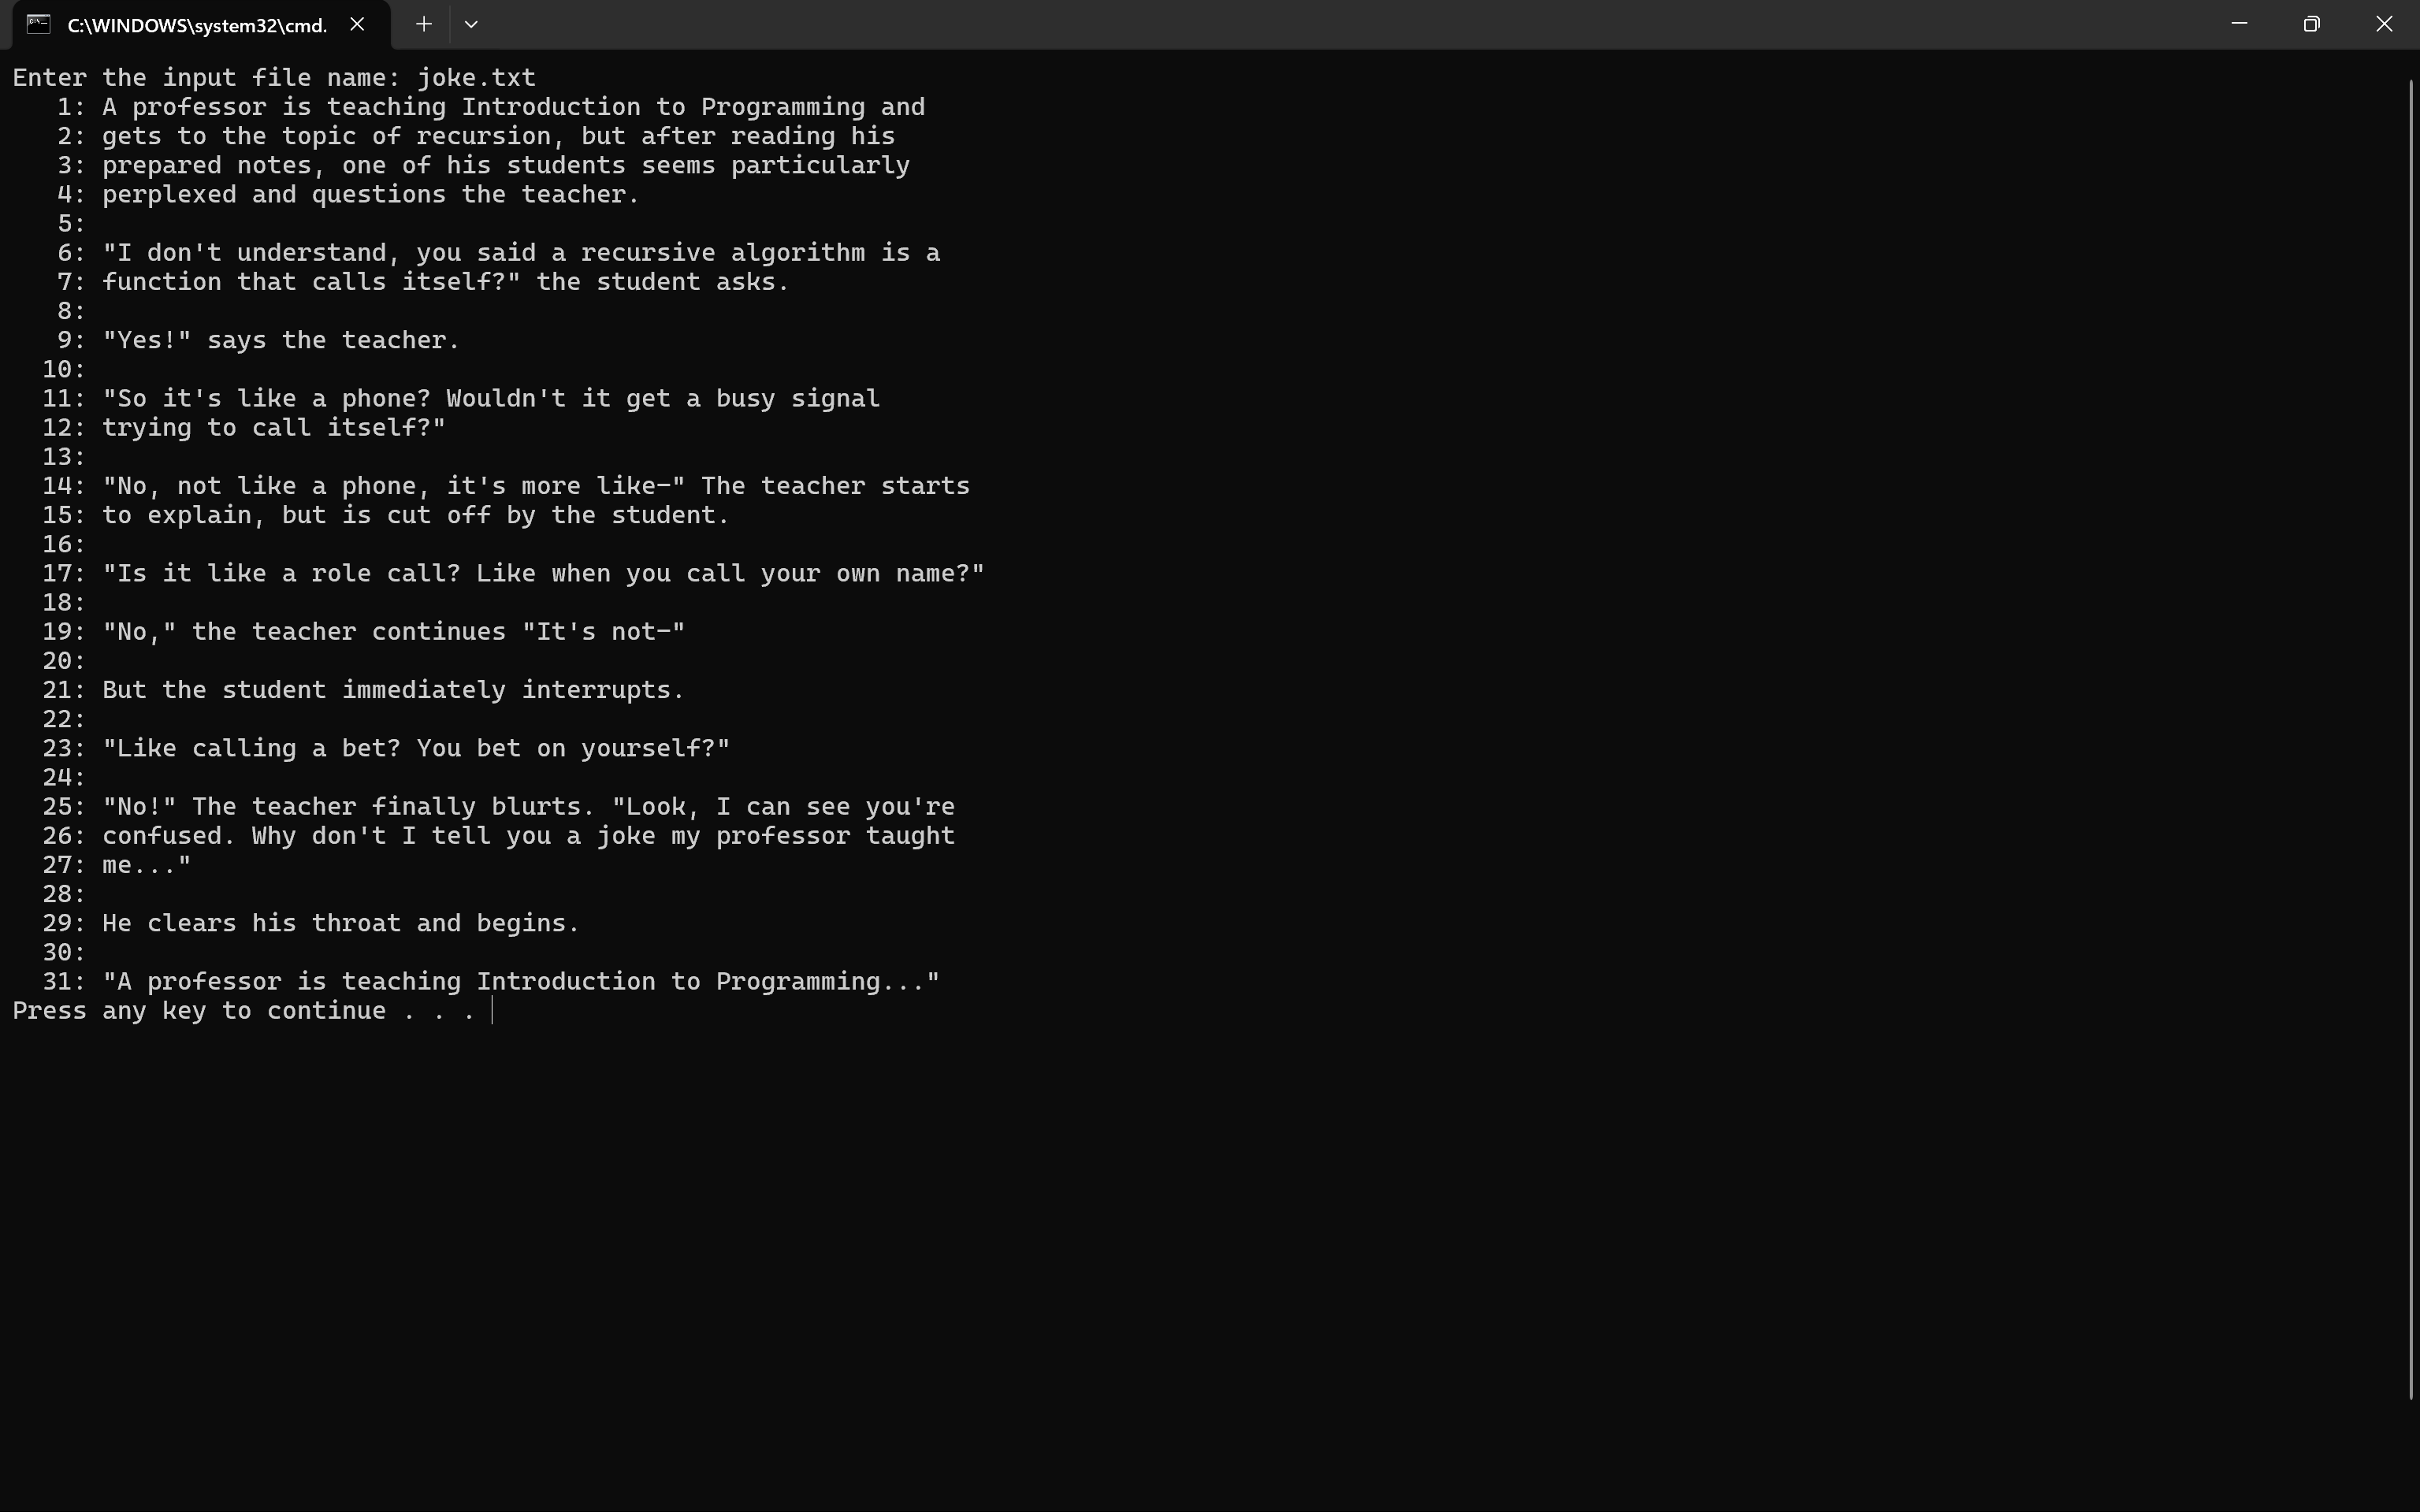 C:\WINDOWS\system32\cmd.
Enter the input file name: joke.txt
1: A professor is teaching Introduction to Programming and
2: gets to the topic of recursion, but after reading his
3: prepared notes, one of his students seems particularly
4: perplexed and questions the teacher.
5:
6: "I don't understand, you said a recursive algorithm is a
7: function that calls itself?" the student asks.
8:
9: "Yes!" says the teacher.
10:
11: "So it's like a phone? Wouldn't it get a busy signal
12: trying to call itself?"
13:
14: "No, not like a phone, it's more like—" The teacher starts
15: to explain, but is cut off by the student.
16:
17: "Is it like a role call? Like when you call your own name?"
18:
19: "No," the teacher continues "It's not—"
20:
21: But the student immediately interrupts.
22:
23: "Like calling a bet? You bet on yourself?"
24:
25: "No!" The teacher finally blurts. "Look, I can see you're
26: confused. Why don't I tell you a joke my professor taught
27: me..."
28:
29: He clears his throat and begins.
30:
31: "A professor is teaching Introduction to Programming..."
Press any key to continue . . .